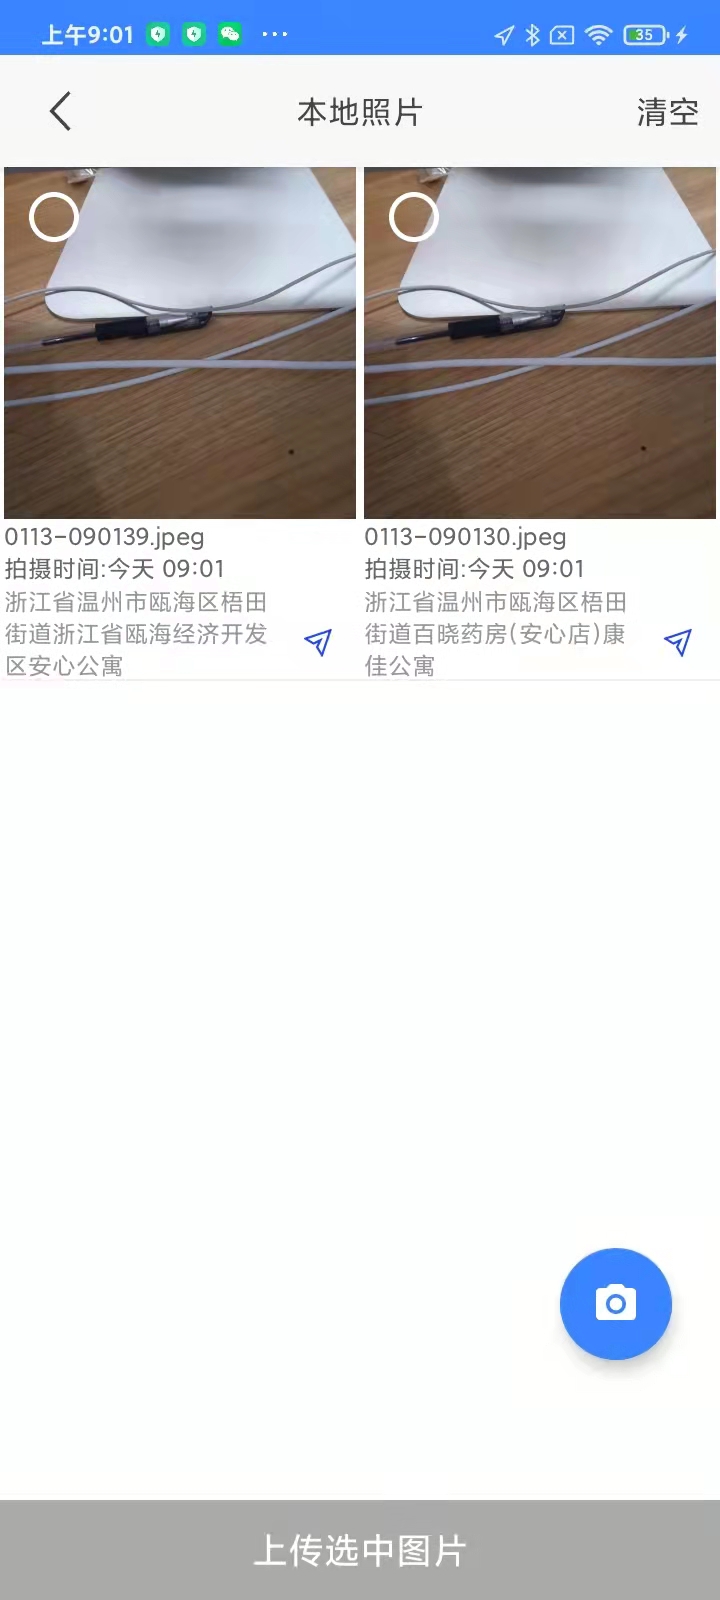 上午9:01
35
本地照片
清空
0113-090139.jpeg
拍摄时间:今天 09:01
浙江省温州市瓯海区梧田
街道浙江省瓯海经济开发
区安心公寓
0113-090130.jpeg
拍摄时间:今天 09:01
浙江省温州市瓯海区梧田
街道百晓药房(安心店)康
佳公寓
上传选中图片